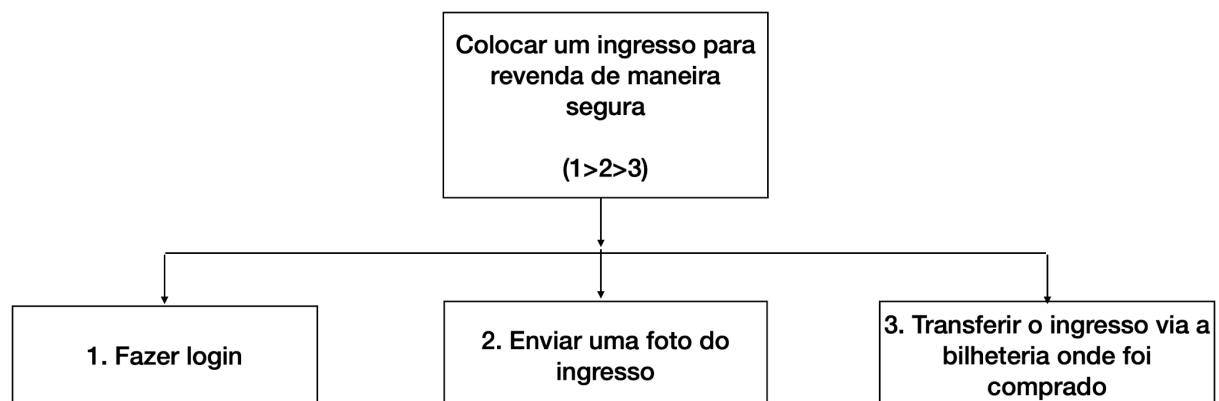 Colocar um ingresso para
revenda de maneira
segura
(1>2>3)
1. Fazer login
2. Enviar uma foto do
ingresso
3. Transferir o ingresso via a
bilheteria onde foi
comprado